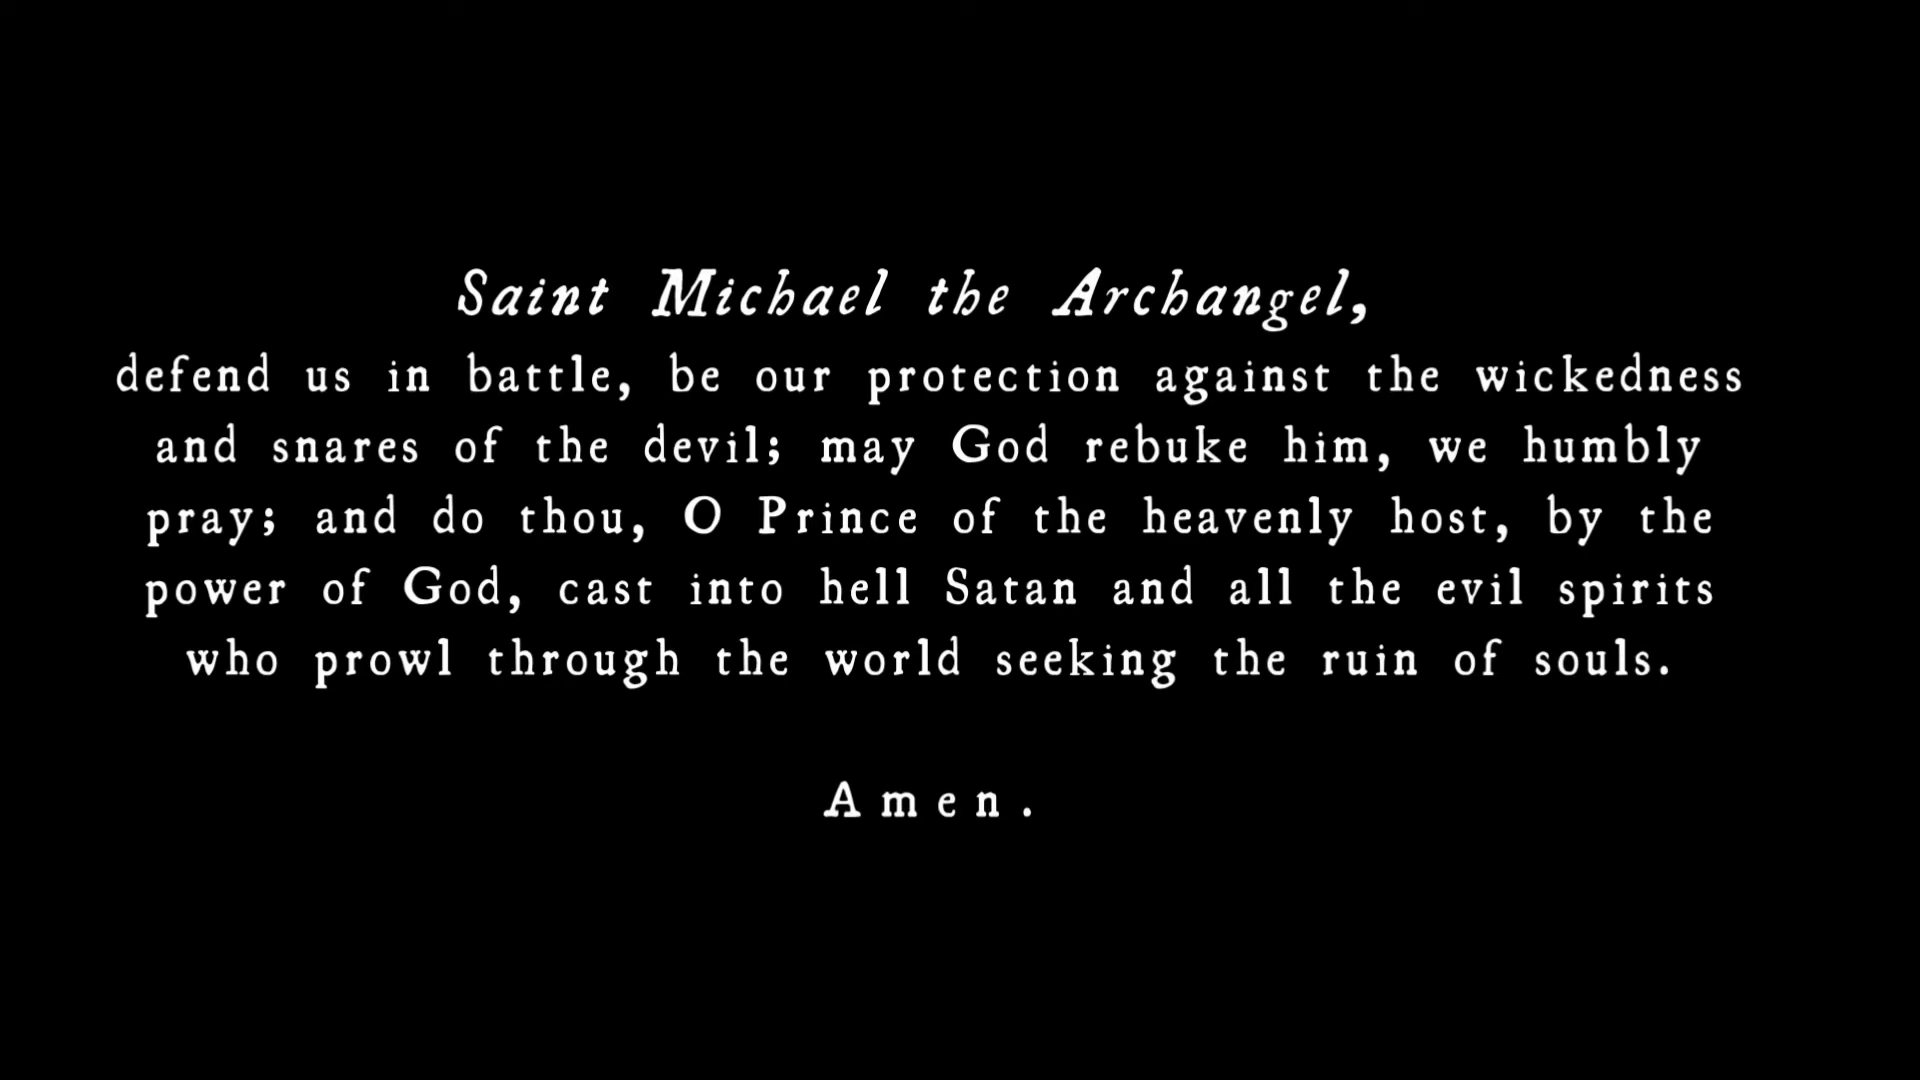 Saint Michael the Archangel,
defend us in battle, be our protection against the wickedness
and snares of the devil; may God rebuke him, we humbly
pray; and do thou, O Prince of the heavenly host, by the
power of God, cast into hell Satan and all the evil spirits
who prowl through the world seeking the ruin of souls.
Amen.